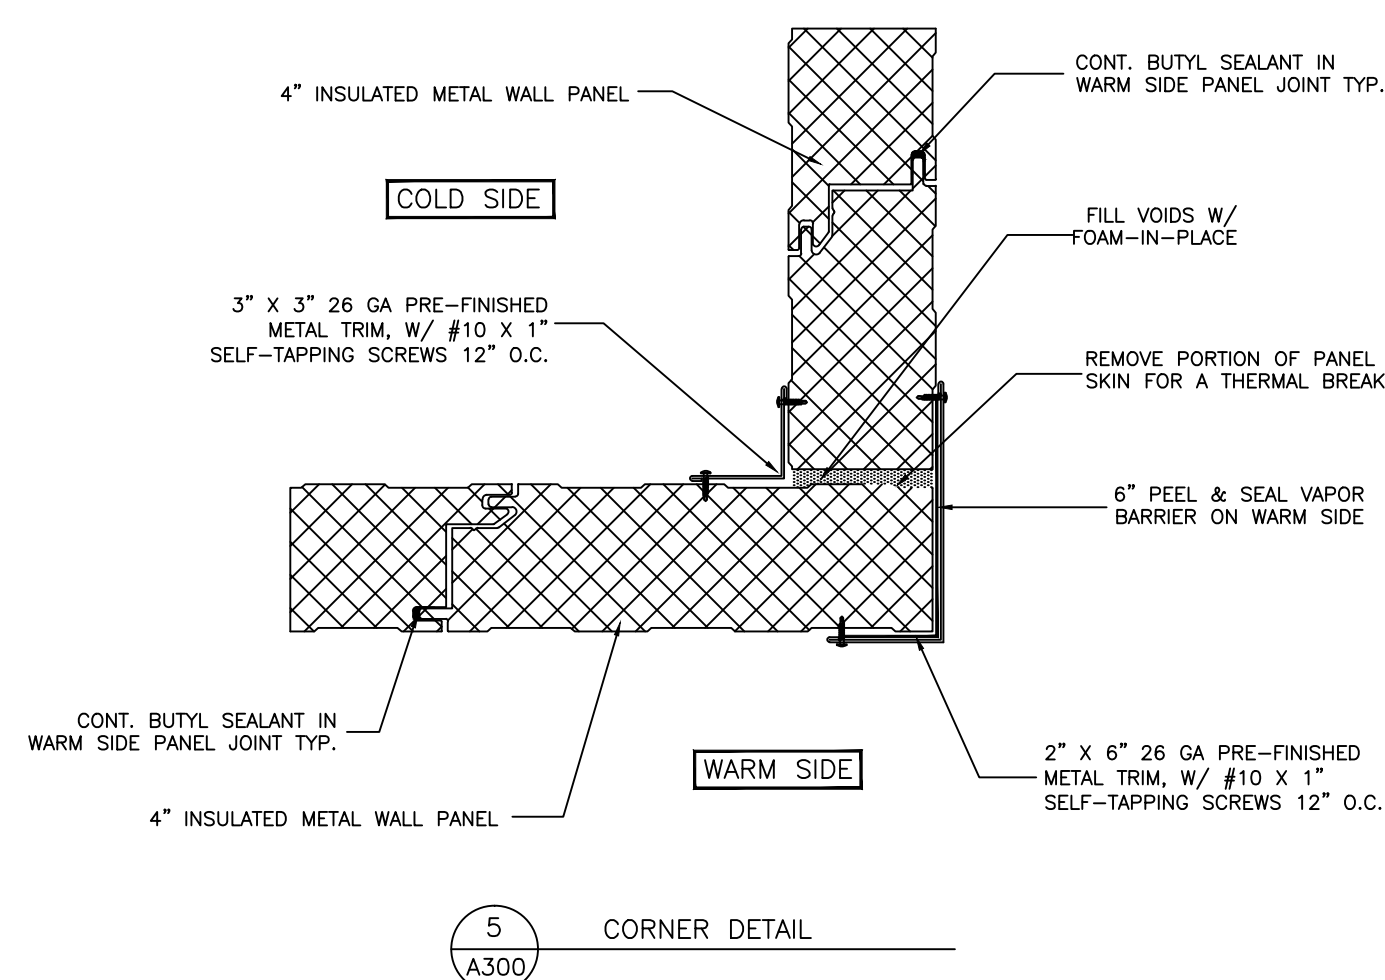 4” INSULATED METAL WALL PANEL
CONT. BUTYL SEALANT IN
WARM SIDE PANEL JOINT TYP.
COLD SIDE
FILL VOIDS W/
FOAM-IN-PLACE
3” X 3” 26 GA PRE-FINISHED
METAL TRIM, W/ #10 X 1”
SELF-TAPPING SCREWS 12” O.C.
REMOVE PORTION OF PANEL
SKIN FOR A THERMAL BREAK
6” PEEL & SEAL VAPOR
BARRIER ON WARM SIDE
CONT. BUTYL SEALANT IN
WARM SIDE PANEL JOINT TYP.
WARM SIDE
2” X 6” 26 GA PRE-FINISHED
METAL TRIM, W/ #10 X 1”
SELF-TAPPING SCREWS 12” O.C.
4” INSULATED METAL WALL PANEL
5
CORNER DETAIL
A300